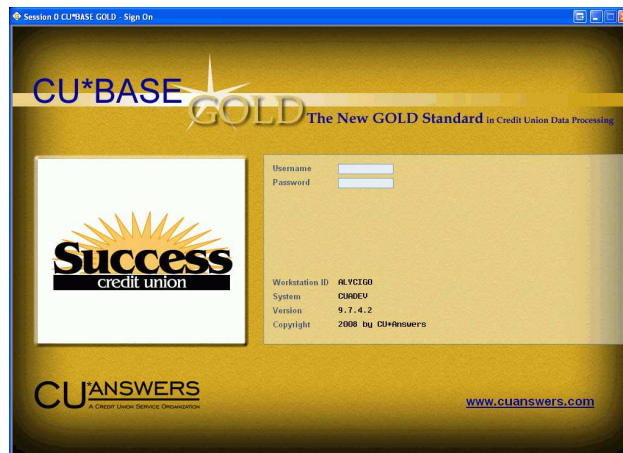 Session 0 CU*BASE GOLD - Sign On
CU*BASE
GOLD
The New GOLD Standard in Credit Union Data Processing
Username
Password
Success
credit union
Workstation ID ALYCIGO
System CUADEV
Version 9.7.4.2
Copyright 2008 by CU*Answers
CU*ANSWERS
A CREDIT UNION SERVICE ORGANIZATION
www.cuanswers.com